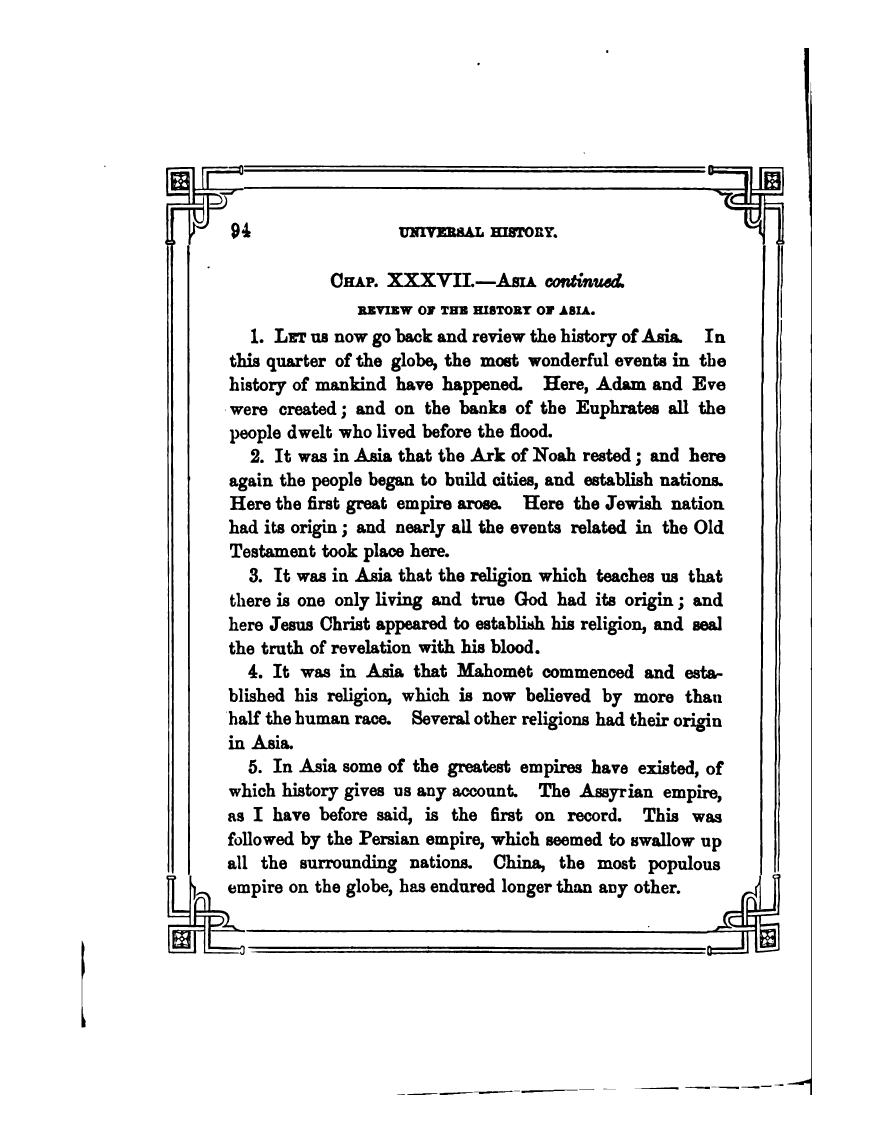 94
UNIVERSAL HISTORY.
CHAP. XXXVII.—ASIA continued.
REVIEW OF THE HISTORY OF ASIA.
1. LET us now go back and review the history of Asia. In
this quarter of the globe, the most wonderful events in the
history of mankind have happened. Here, Adam and Eve
were created; and on the banks of the Euphrates all the
people dwelt who lived before the flood.
2. It was in Asia that the Ark of Noah rested; and here
again the people began to build cities, and establish nations.
Here the first great empire arose. Here the Jewish nation
had its origin; and nearly all the events related in the Old
Testament took place here.
3. It was in Asia that the religion which teaches us that
there is one only living and true God had its origin; and
here Jesus Christ appeared to establish his religion, and seal
the truth of revelation with his blood.
4. It was in Asia that Mahomet commenced and esta-
blished his religion, which is now believed by more than
half the human race. Several other religions had their origin
in Asia.
5. In Asia some of the greatest empires have existed, of
which history gives us any account. The Assyrian empire,
as I have before said, is the first on record. This was
followed by the Persian empire, which seemed to swallow up
all the surrounding nations. China, the most populous
empire on the globe, has endured longer than any other.